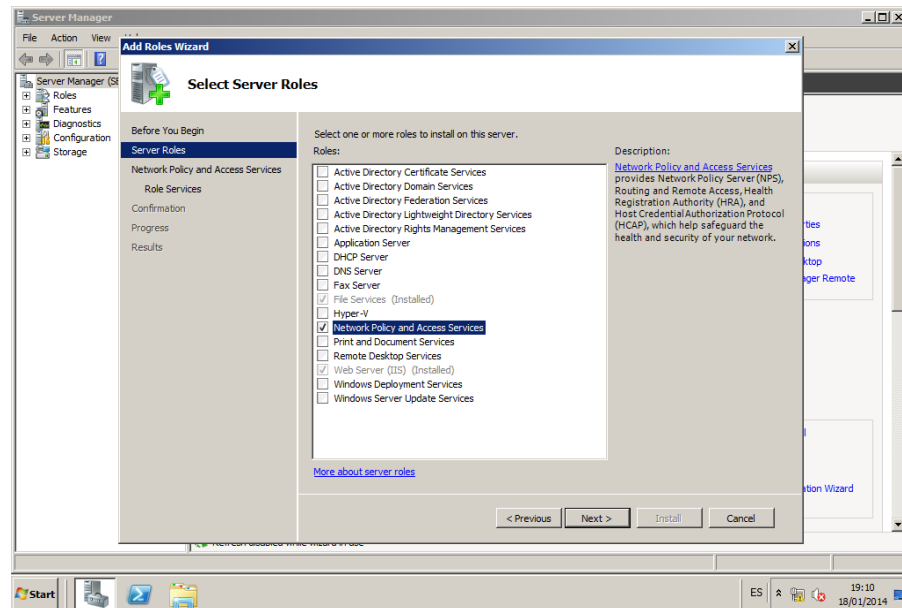 Server Manager
File Action View
Add Roles Wizard
Select Server Roles
Server Manager (SE
Roles
Features
Diagnostics
Configuration
Storage
Before You Begin
Server Roles
Network Policy and Access Services
Role Services
Confirmation
Progress
Results
Select one or more roles to install on this server.
Roles:
Active Directory Certificate Services
Active Directory Domain Services
Active Directory Federation Services
Active Directory Lightweight Directory Services
Active Directory Rights Management Services
Application Server
DHCP Server
DNS Server
Fax Server
File Services (Installed)
Hyper-V
Network Policy and Access Services
Print and Document Services
Remote Desktop Services
Web Server (IIS) (Installed)
Windows Deployment Services
Windows Server Update Services
More about server roles
Description:
Network Policy and Access Services
provides Network Policy Server (NPS),
Routing and Remote Access, Health
Registration Authority (HRA), and
Host Credential Authorization Protocol
(HCAP), which help safeguard the
health and security of your network.
rties
ions
ktop
ager Remote
ation Wizard
< Previous
Next >
Install
Cancel
Refresh disabled while wizard in use
Start
ES
19:10
18/01/2014